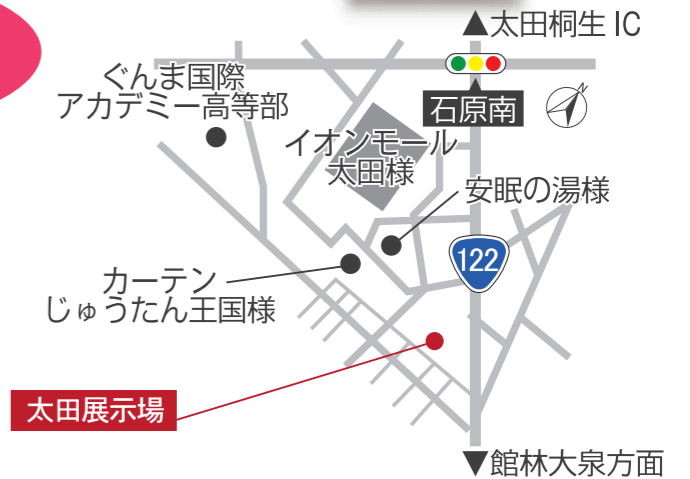 ▲太田桐生 IC
ぐんま国際
アカデミー高等部
石原南
イオンモール
太田様
安眠の湯様
122
カーテン
じゅうたん王国様
太田展示場
▼館林大泉方面